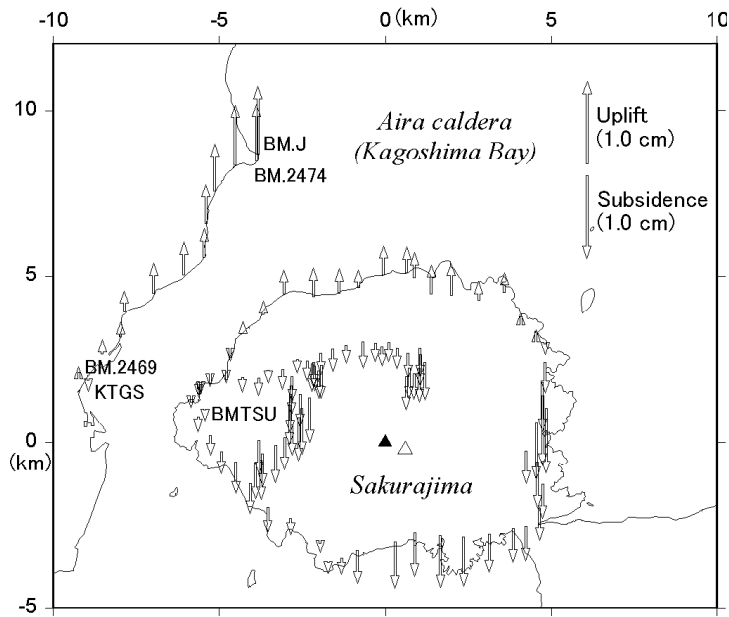 -10 -5 0 (km) 5 10
10
Aira caldera
(Kagoshima Bay)
Uplift
(1.0 cm)
BM.J
BM.2474
Subsidence
(1.0 cm)
5
BM.2469
KTGS
BMTSU
0
(km)
Sakurajima
-5